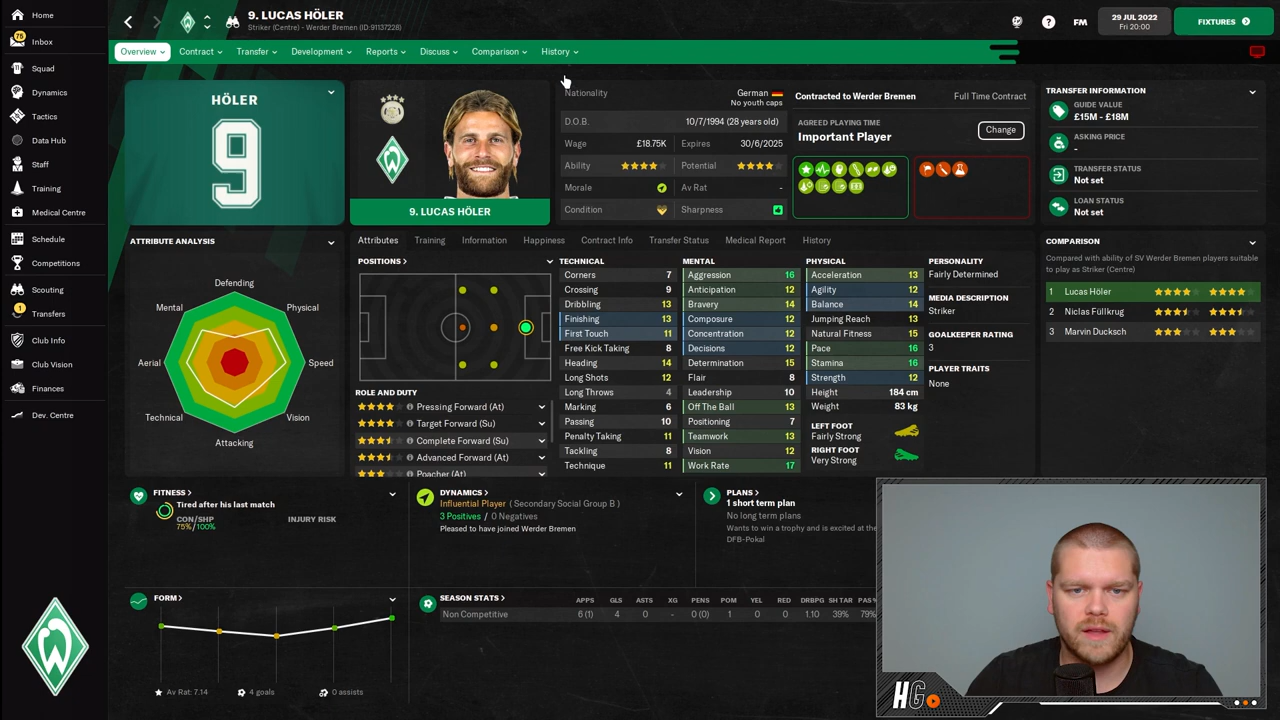 Home
75
Inbox
Squad
Dynamics
Tactics
Data Hub
Staff
Training
Medical Centre
Schedule
Competitions
Scouting
1
Transfers
Club Info
Club Vision
Finances
Dev. Centre
9. LUCAS HÖLER
Striker (Centre) - Werder Bremen (ID:91137228)
?
FM
29 JUL 2022
Fri 20:00
FIXTURES
Overview
Contract
Transfer
Development
Reports
Discuss
Comparison
History
HÖLER
9
9. LUCAS HÖLER
Nationality German
No youth caps
D.O.B. 10/7/1994 (28 years old)
Wage £18.75K Expires 30/6/2025
Ability Potential
Morale Av Rat -
Condition Sharpness
Contracted to Werder Bremen Full Time Contract
AGREED PLAYING TIME
Important Player
Change
TRANSFER INFORMATION
GUIDE VALUE
£15M - £18M
ASKING PRICE
-
TRANSFER STATUS
Not set
LOAN STATUS
Not set
ATTRIBUTE ANALYSIS
Defending
Mental Physical
Aerial Speed
Technical Vision
Attacking
Attributes Training Information Happiness Contract Info Transfer Status Medical Report History
POSITIONS >
ROLE AND DUTY
Pressing Forward (At)
Target Forward (Su)
Complete Forward (Su)
Advanced Forward (At)
Poacher (At)
TECHNICAL
Corners 7
Crossing 9
Dribbling 13
Finishing 13
First Touch 11
Free Kick Taking 8
Heading 14
Long Shots 12
Long Throws 4
Marking 6
Passing 10
Penalty Taking 11
Tackling 8
Technique 11
MENTAL
Aggression 16
Anticipation 12
Bravery 14
Composure 12
Concentration 12
Decisions 12
Determination 15
Flair 8
Leadership 10
Off The Ball 13
Positioning 7
Teamwork 13
Vision 12
Work Rate 17
PHYSICAL
Acceleration 13
Agility 12
Balance 14
Jumping Reach 13
Natural Fitness 15
Pace 16
Stamina 16
Strength 12
Height 184 cm
Weight 83 kg
LEFT FOOT
Fairly Strong
RIGHT FOOT
Very Strong
PERSONALITY
Fairly Determined
MEDIA DESCRIPTION
Striker
GOALKEEPER RATING
3
PLAYER TRAITS
None
COMPARISON
Compared with ability of SV Werder Bremen players suitable
to play as Striker (Centre)
1 Lucas Höler
2 Niclas Füllkrug
3 Marvin Ducksch
FITNESS >
Tired after his last match
CON/SHP INJURY RISK
75%/100%
DYNAMICS >
Influential Player ( Secondary Social Group B )
3 Positives / 0 Negatives
Pleased to have joined Werder Bremen
PLANS >
1 short term plan
No long term plans
Wants to win a trophy and is excited at the
DFB-Pokal
FORM >
Av Rat: 7.14 4 goals 0 assists
SEASON STATS > APPS GLS ASTS XG PENS POM YEL RED DRBPG SH TAR PAS%
Non Competitive 6 (1) 4 0 - 0 (0) 1 0 0 1.10 39% 79%
HG